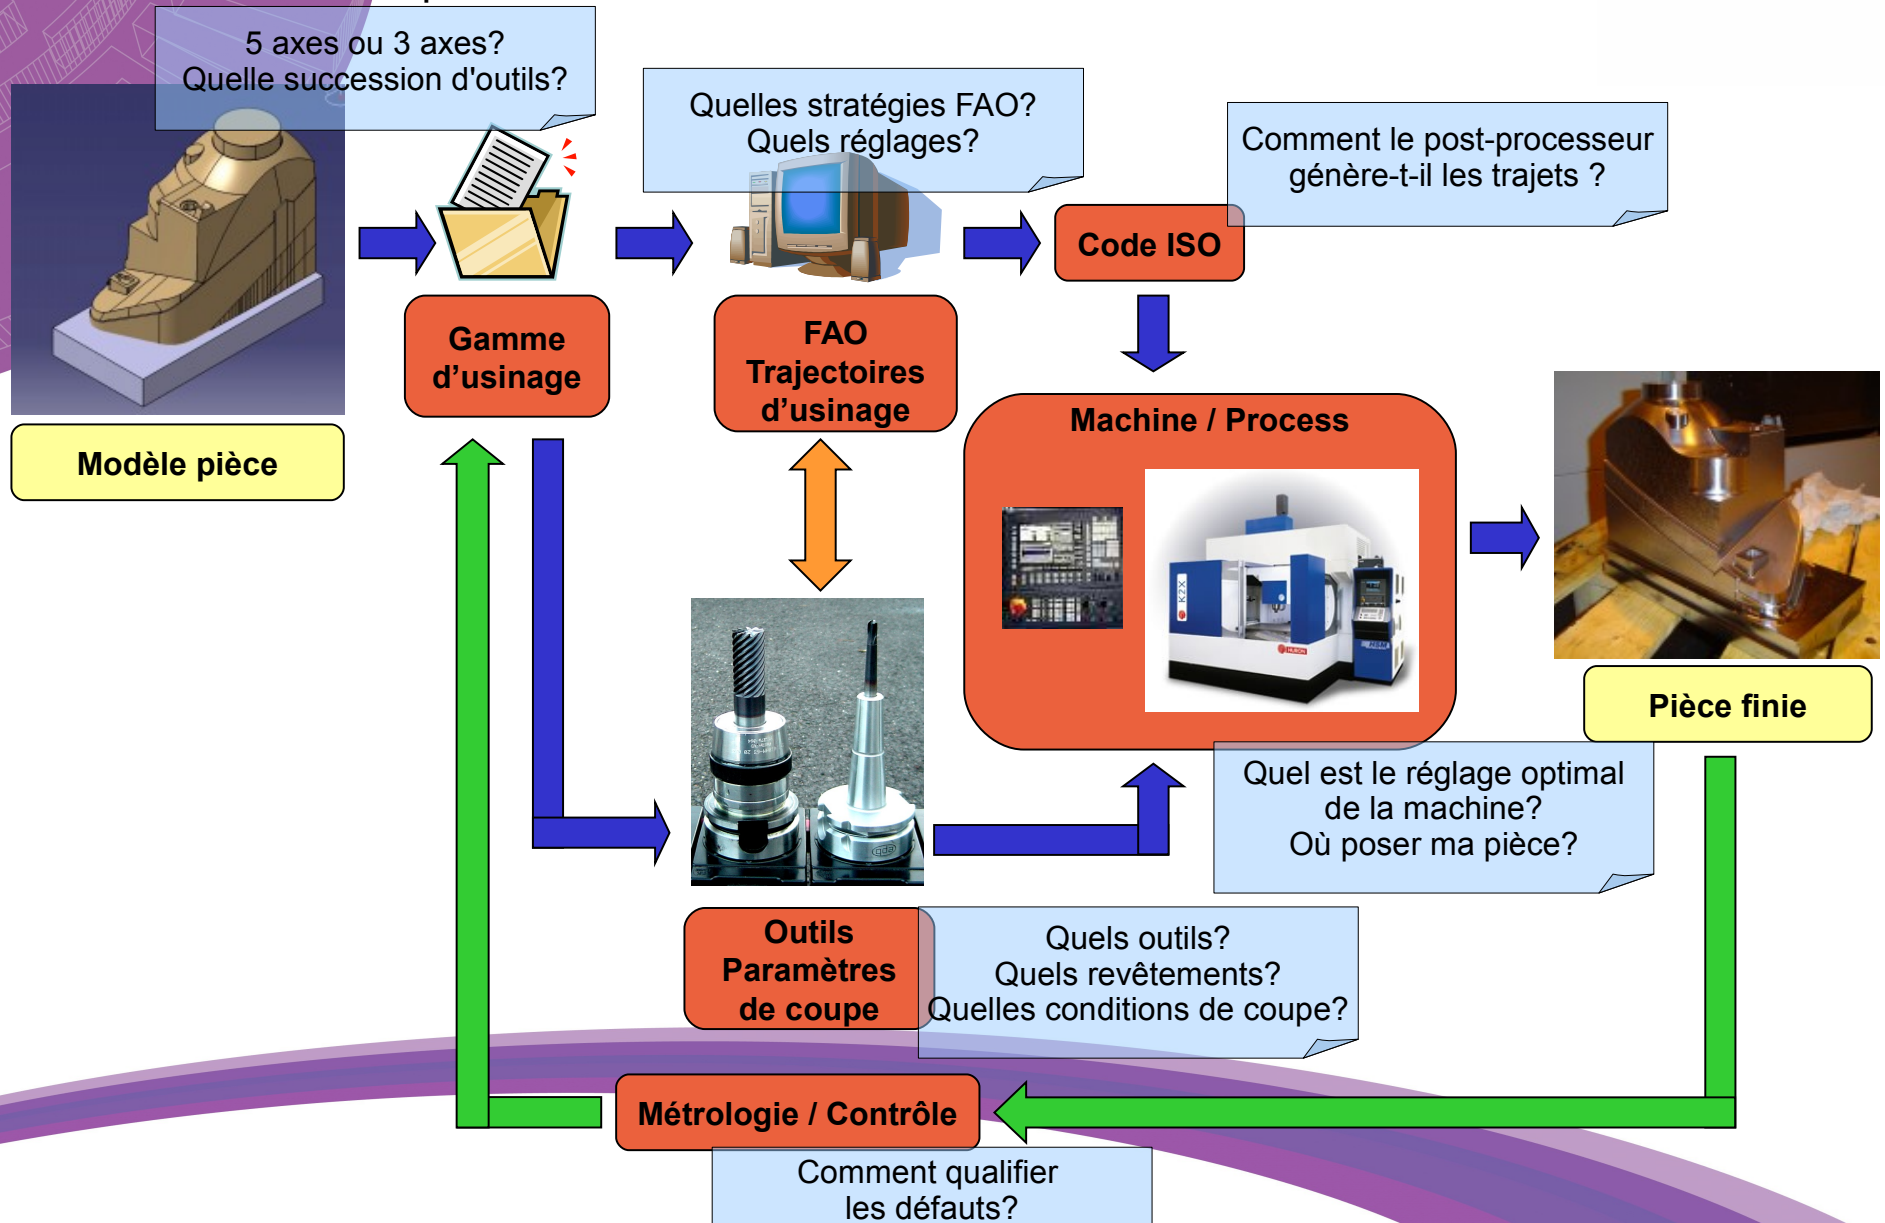 5 axes ou 3 axes?
Quelle succession d'outils?
Quelles stratégies FAO?
Quels réglages?
Comment le post-processeur
génère-t-il les trajets ?
Code ISO
Gamme
d’usinage
FAO
Trajectoires
d’usinage
Modèle pièce
Machine / Process
K2X
HURON
Pièce finie
Quel est le réglage optimal
de la machine?
Où poser ma pièce?
Outils
Paramètres
de coupe
Quels outils?
Quels revêtements?
Quelles conditions de coupe?
Métrologie / Contrôle
Comment qualifier
les défauts?